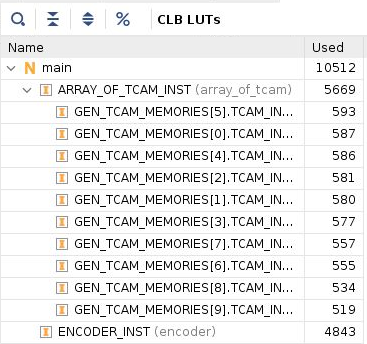 CLB LUTs
Name Used
main 10512
ARRAY_OF_TCAM_INST (array_of_tcam) 5669
GEN_TCAM_MEMORIES[5].TCAM_IN... 593
GEN_TCAM_MEMORIES[0].TCAM_IN... 587
GEN_TCAM_MEMORIES[4].TCAM_IN... 586
GEN_TCAM_MEMORIES[2].TCAM_IN... 581
GEN_TCAM_MEMORIES[1].TCAM_IN... 580
GEN_TCAM_MEMORIES[3].TCAM_IN... 577
GEN_TCAM_MEMORIES[7].TCAM_IN... 557
GEN_TCAM_MEMORIES[6].TCAM_IN... 555
GEN_TCAM_MEMORIES[8].TCAM_IN... 534
GEN_TCAM_MEMORIES[9].TCAM_IN... 519
ENCODER_INST (encoder) 4843